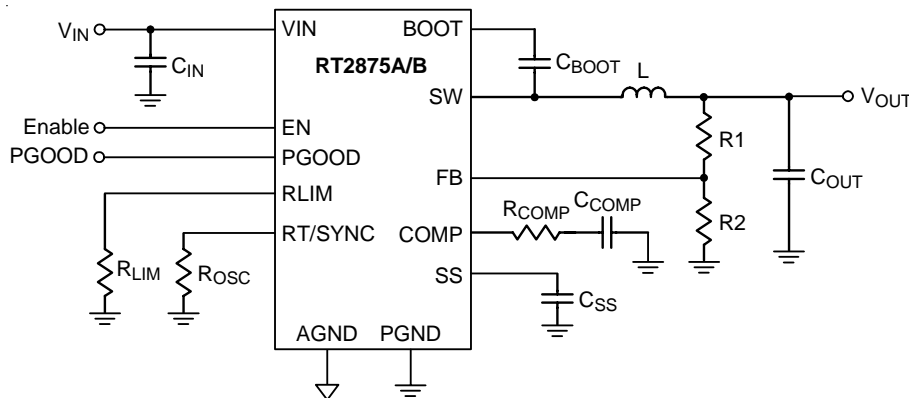 VIN VIN BOOT
RT2875A/B
CIN CBOOT
L
SW VOUT
Enable EN
PGOOD PGOOD R1
RLIM FB COUT
RCOMP CCOMP
RT/SYNC COMP R2
RLIM ROSC SS
CSS
AGND PGND